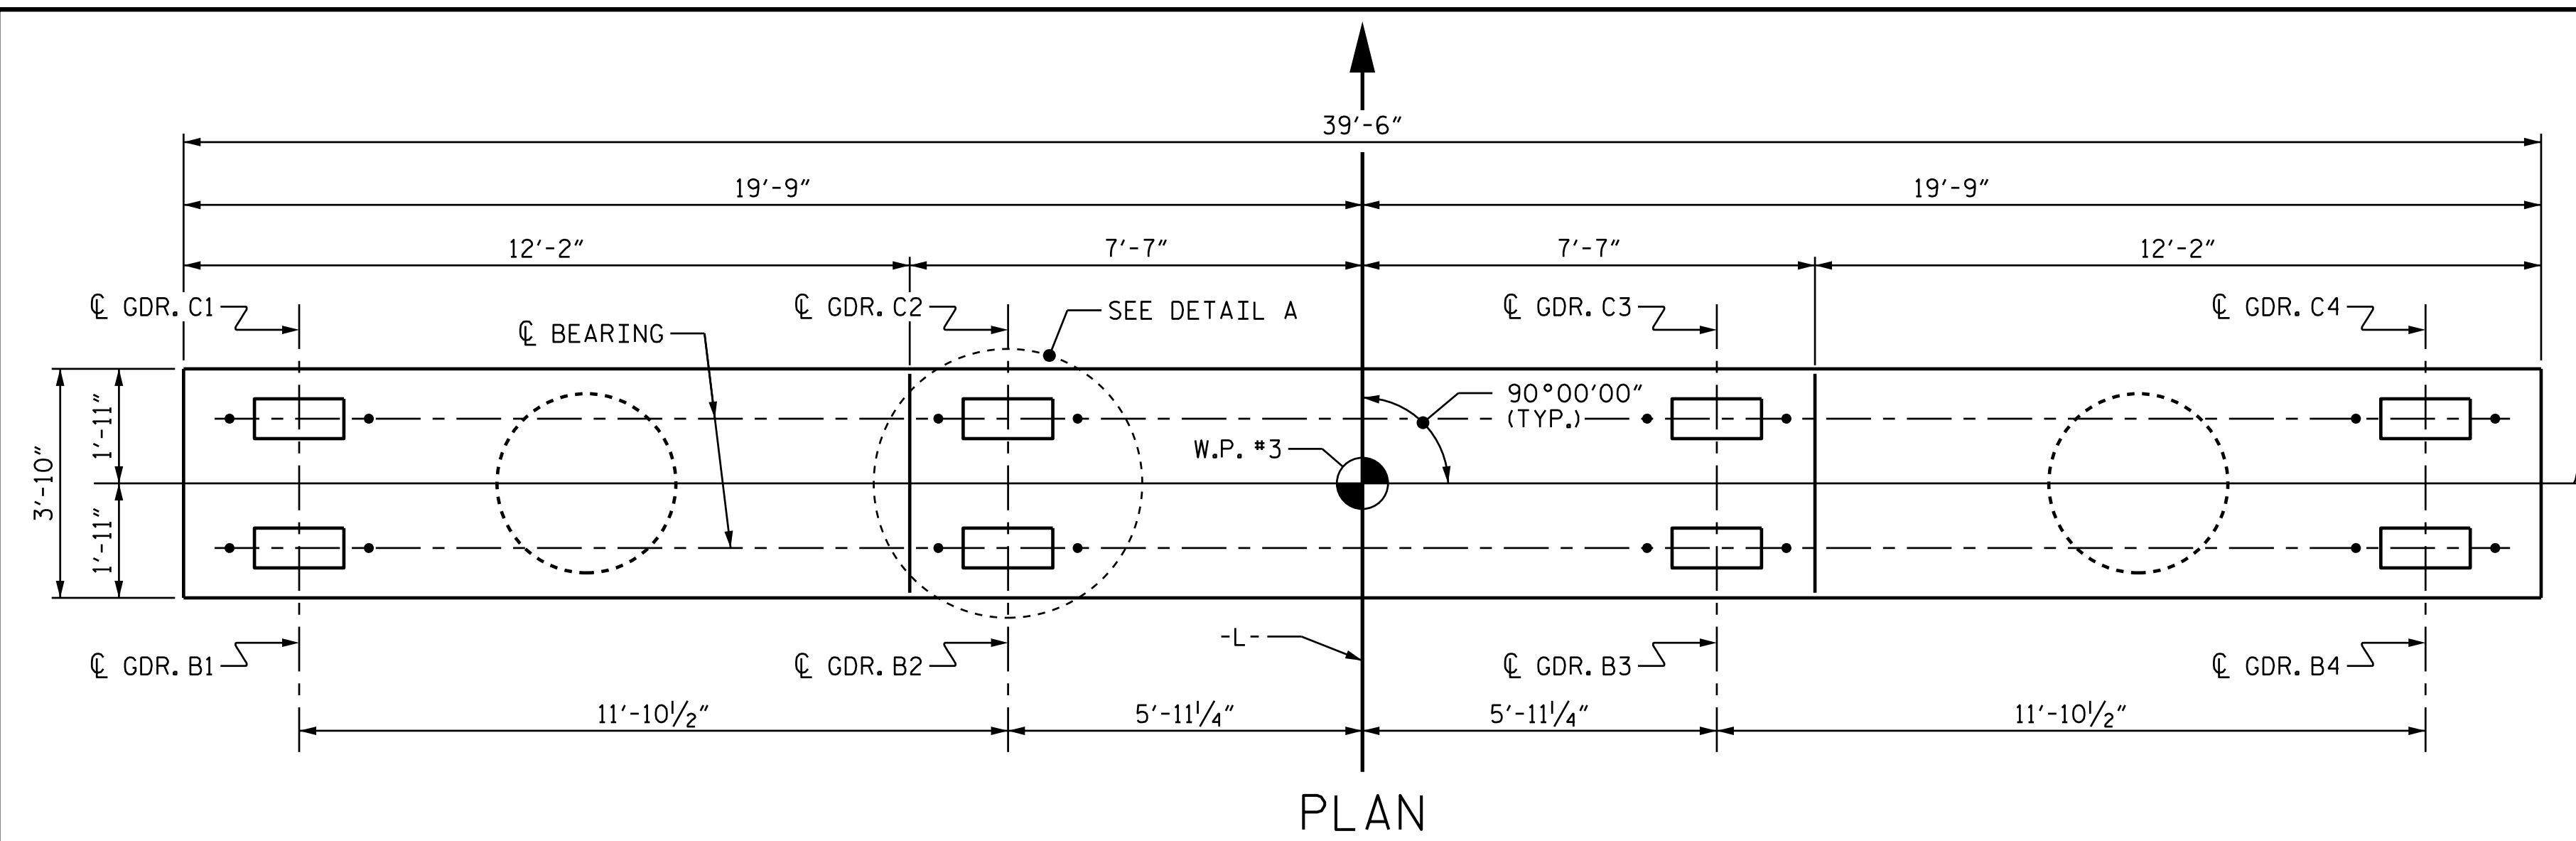 39'-6"
19'-9" 19'-9"
12'-2" 7'-7" 7'-7" 12'-2"
℄ GDR. C1 ℄ GDR. C2 SEE DETAIL A ℄ GDR. C3 ℄ GDR. C4
℄ BEARING
90°00'00"
(TYP.)
W.P. #3
3'-10"
1'-11"
1'-11"
-L-
℄ GDR. B1 ℄ GDR. B2 ℄ GDR. B3 ℄ GDR. B4
11'-10½" 5'-11¼" 5'-11¼" 11'-10½"
PLAN